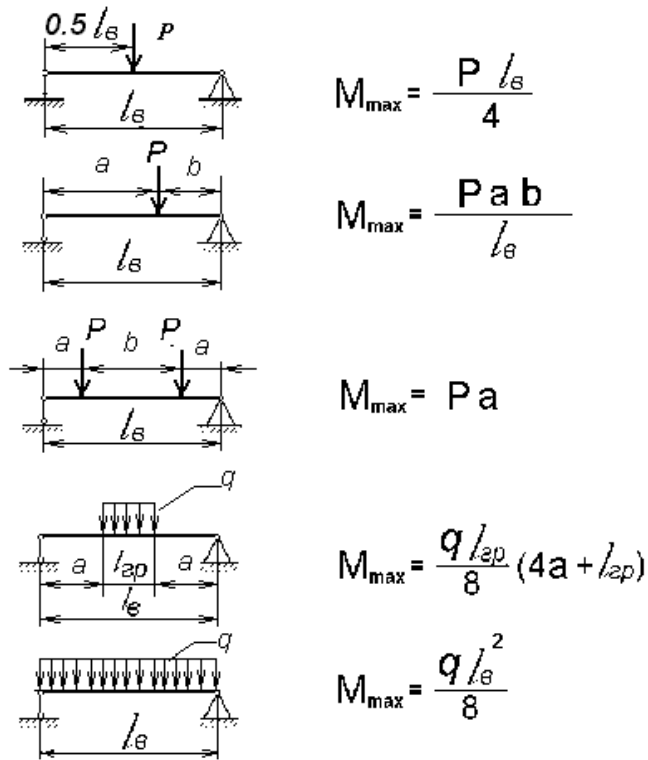 0.5 lв P
lв
Mmax = P lв / 4
a P b
lв
Mmax = P a b / lв
a P b P a
lв
Mmax = P a
q
a lгр a
lв
Mmax = q lгр / 8 (4a + lгр)
q
lв
Mmax = q lв² / 8